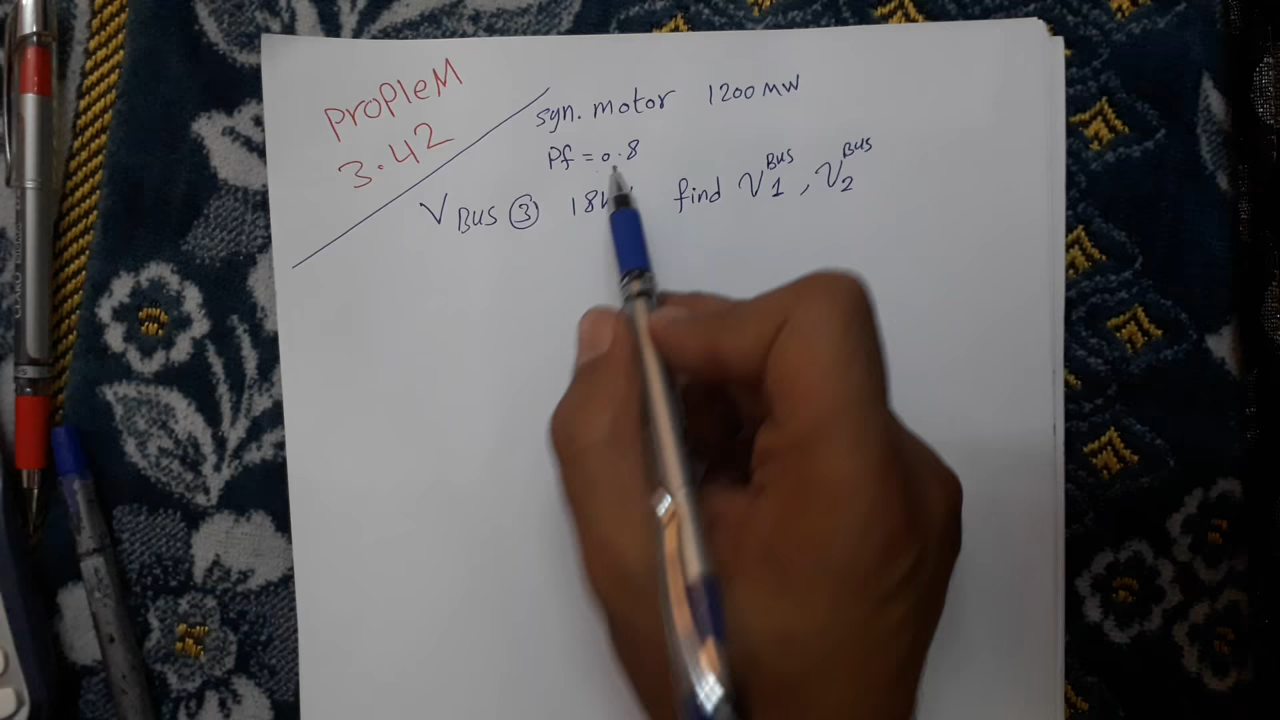 ProPleM
3.42
syn. motor 1200 MW
Pf = 0.8
V BUS 3 18 find V1 BUS , V2 BUS